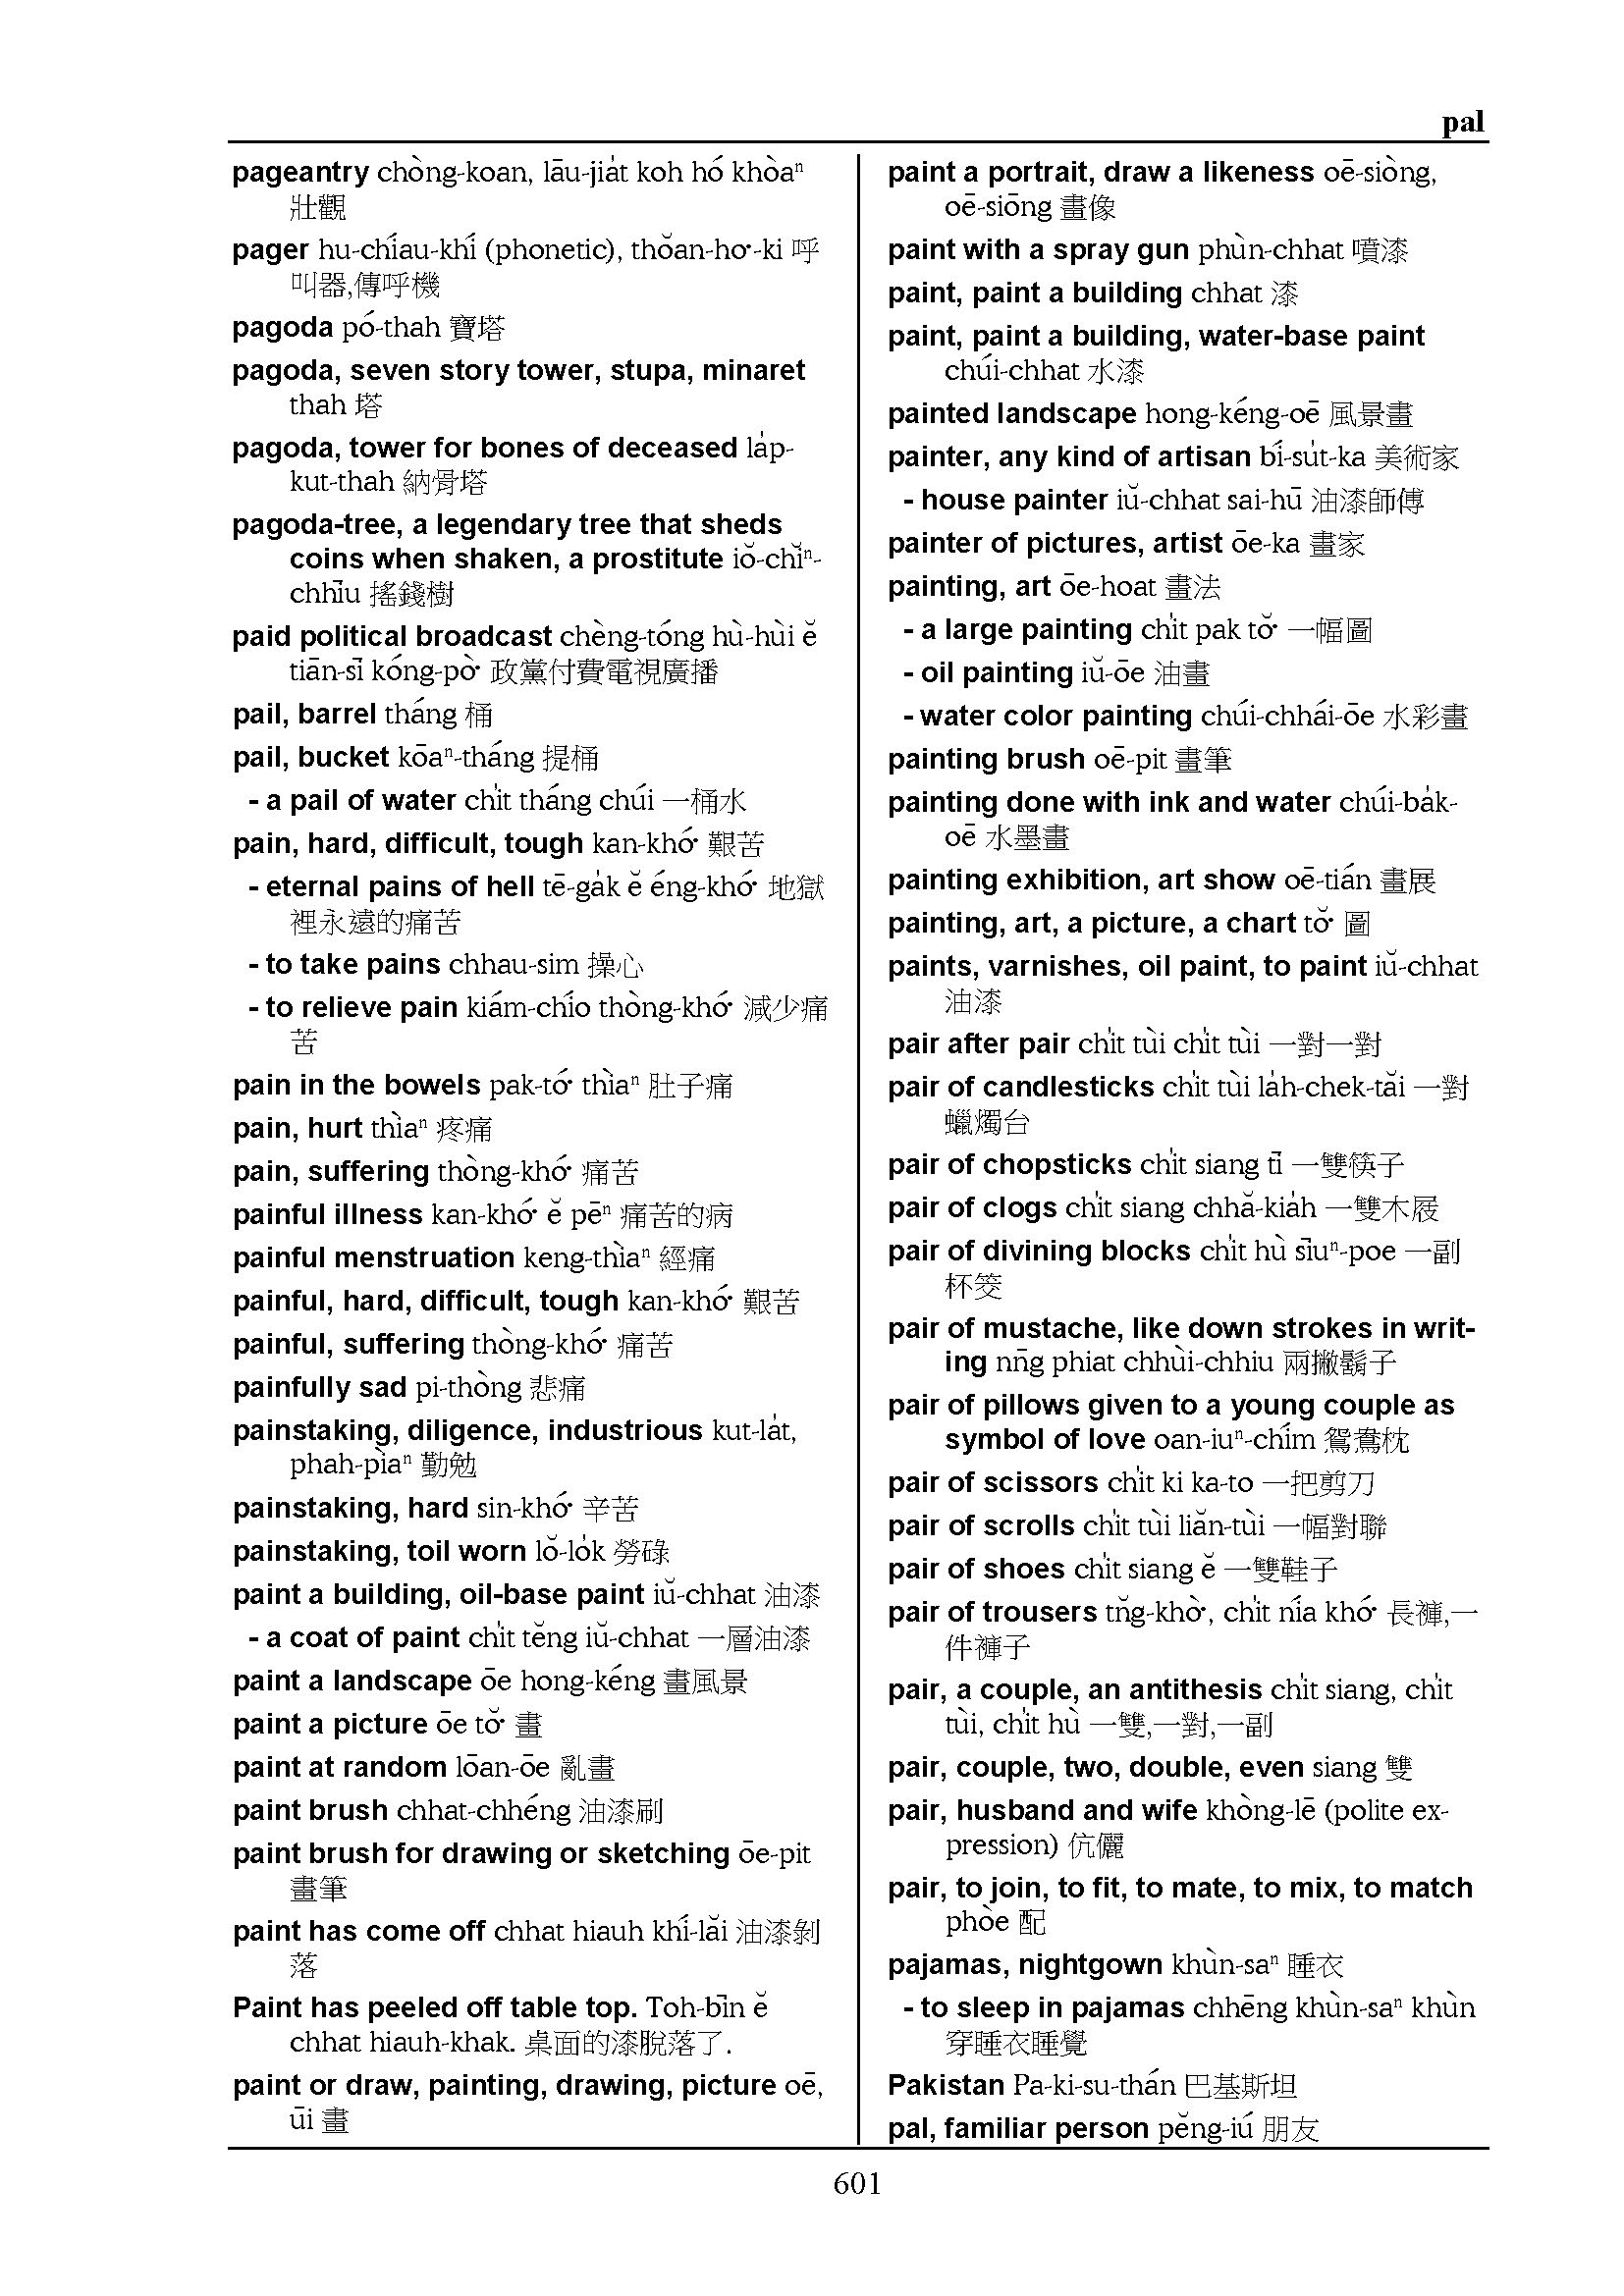 pal
pageantry chòng-koan, lāu-jia̍t koh hó khòaⁿ
壯觀
pager hu-chíau-khí (phonetic), thŏan-ho͘-ki 呼
叫器,傳呼機
pagoda pó-thah 寶塔
pagoda, seven story tower, stupa, minaret
thah 塔
pagoda, tower for bones of deceased la̍p-
kut-thah 納骨塔
pagoda-tree, a legendary tree that sheds
coins when shaken, a prostitute iŏ-chĭⁿ-
chhīu 搖錢樹
paid political broadcast chèng-tóng hù-hùi ĕ
tiān-sī kóng-pò͘ 政黨付費電視廣播
pail, barrel tháng 桶
pail, bucket kōaⁿ-tháng 提桶
- a pail of water chi̍t tháng chúi 一桶水
pain, hard, difficult, tough kan-khó͘ 艱苦
- eternal pains of hell tē-ga̍k ĕ éng-khó͘ 地獄
裡永遠的痛苦
- to take pains chhau-sim 操心
- to relieve pain kiám-chío thòng-khó͘ 減少痛
苦
pain in the bowels pak-tó͘ thìaⁿ 肚子痛
pain, hurt thìaⁿ 疼痛
pain, suffering thòng-khó͘ 痛苦
painful illness kan-khó͘ ĕ pēⁿ 痛苦的病
painful menstruation keng-thìaⁿ 經痛
painful, hard, difficult, tough kan-khó͘ 艱苦
painful, suffering thòng-khó͘ 痛苦
painfully sad pi-thòng 悲痛
painstaking, diligence, industrious kut-la̍t,
phah-pìaⁿ 勤勉
painstaking, hard sin-khó͘ 辛苦
painstaking, toil worn lŏ-lo̍k 勞碌
paint a building, oil-base paint iŭ-chhat 油漆
- a coat of paint chi̍t tĕng iŭ-chhat 一層油漆
paint a landscape ōe hong-kéng 畫風景
paint a picture ōe tŏ͘ 畫
paint at random lōan-ōe 亂畫
paint brush chhat-chhéng 油漆刷
paint brush for drawing or sketching ōe-pit
畫筆
paint has come off chhat hiauh khí-lăi 油漆剝
落
Paint has peeled off table top. Toh-bīn ĕ
chhat hiauh-khak. 桌面的漆脫落了.
paint or draw, painting, drawing, picture oē,
ūi 畫
paint a portrait, draw a likeness oē-siòng,
oē-siōng 畫像
paint with a spray gun phùn-chhat 噴漆
paint, paint a building chhat 漆
paint, paint a building, water-base paint
chúi-chhat 水漆
painted landscape hong-kéng-oē 風景畫
painter, any kind of artisan bí-su̍t-ka 美術家
- house painter iŭ-chhat sai-hū 油漆師傅
painter of pictures, artist ōe-ka 畫家
painting, art ōe-hoat 畫法
- a large painting chi̍t pak tŏ͘ 一幅圖
- oil painting iŭ-ōe 油畫
- water color painting chúi-chhái-ōe 水彩畫
painting brush oē-pit 畫筆
painting done with ink and water chúi-ba̍k-
oē 水墨畫
painting exhibition, art show oē-tián 畫展
painting, art, a picture, a chart tŏ͘ 圖
paints, varnishes, oil paint, to paint iŭ-chhat
油漆
pair after pair chi̍t tùi chi̍t tùi 一對一對
pair of candlesticks chi̍t tùi la̍h-chek-tăi 一對
蠟燭台
pair of chopsticks chi̍t siang tī 一雙筷子
pair of clogs chi̍t siang chhă-kia̍h 一雙木屐
pair of divining blocks chi̍t hù sīuⁿ-poe 一副
杯筊
pair of mustache, like down strokes in writ-
ing nn̄g phiat chhùi-chhiu 兩撇鬍子
pair of pillows given to a young couple as
symbol of love oan-iuⁿ-chím 鴛鴦枕
pair of scissors chi̍t ki ka-to 一把剪刀
pair of scrolls chi̍t tùi liăn-tùi 一幅對聯
pair of shoes chi̍t siang ĕ 一雙鞋子
pair of trousers tn̆g-khò͘, chi̍t nía khó͘ 長褲,一
件褲子
pair, a couple, an antithesis chi̍t siang, chi̍t
tùi, chi̍t hù 一雙,一對,一副
pair, couple, two, double, even siang 雙
pair, husband and wife khòng-lē (polite ex-
pression) 伉儷
pair, to join, to fit, to mate, to mix, to match
phòe 配
pajamas, nightgown khùn-saⁿ 睡衣
- to sleep in pajamas chhēng khùn-saⁿ khùn
穿睡衣睡覺
Pakistan Pa-ki-su-thán 巴基斯坦
pal, familiar person pĕng-iú 朋友
601